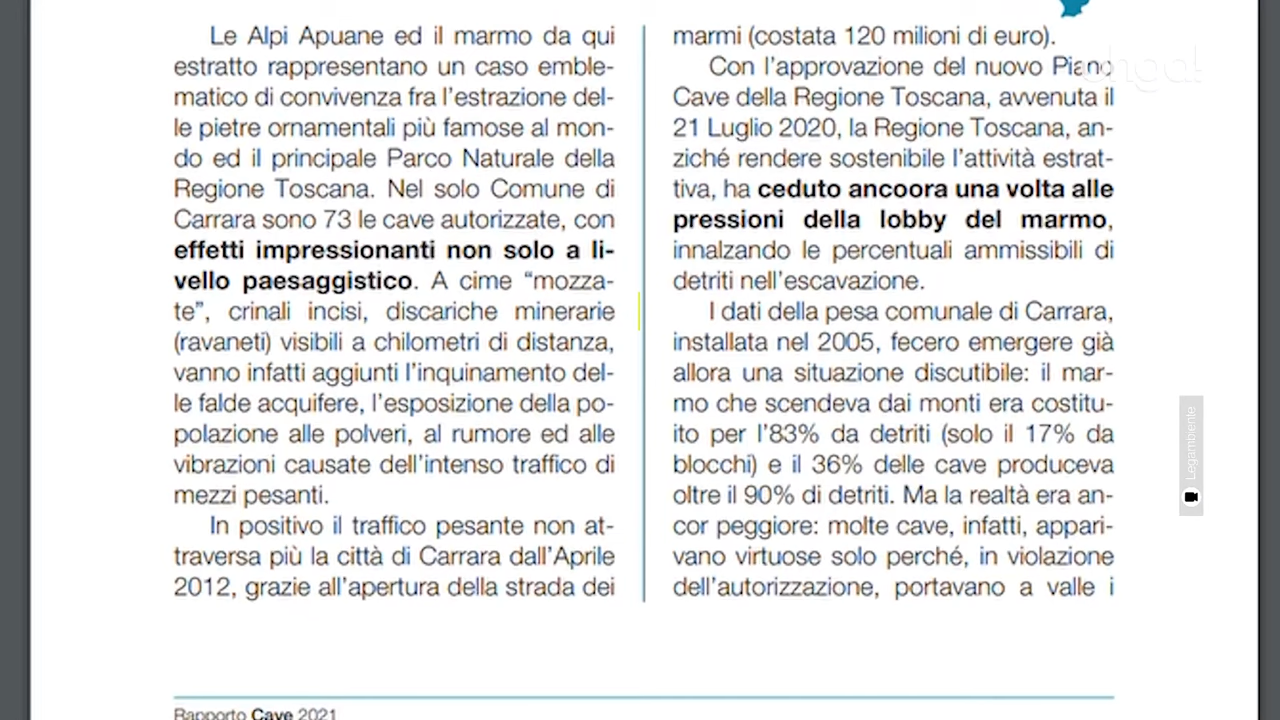 Le Alpi Apuane ed il marmo da qui
estratto rappresentano un caso emble-
matico di convivenza fra l'estrazione del-
le pietre ornamentali più famose al mon-
do ed il principale Parco Naturale della
Regione Toscana. Nel solo Comune di
Carrara sono 73 le cave autorizzate, con
effetti impressionanti non solo a li-
vello paesaggistico. A cime “mozza-
te”, crinali incisi, discariche minerarie
(ravaneti) visibili a chilometri di distanza,
vanno infatti aggiunti l'inquinamento del-
le falde acquifere, l'esposizione della po-
polazione alle polveri, al rumore ed alle
vibrazioni causate dell'intenso traffico di
mezzi pesanti.
In positivo il traffico pesante non at-
traversa più la città di Carrara dall'Aprile
2012, grazie all'apertura della strada dei
marmi (costata 120 milioni di euro).
Con l'approvazione del nuovo Piano
Cave della Regione Toscana, avvenuta il
21 Luglio 2020, la Regione Toscana, an-
ziché rendere sostenibile l'attività estrat-
tiva, ha ceduto ancoora una volta alle
pressioni della lobby del marmo,
innalzando le percentuali ammissibili di
detriti nell'escavazione.
I dati della pesa comunale di Carrara,
installata nel 2005, fecero emergere già
allora una situazione discutibile: il mar-
mo che scendeva dai monti era costitu-
ito per l'83% da detriti (solo il 17% da
blocchi) e il 36% delle cave produceva
oltre il 90% di detriti. Ma la realtà era an-
cor peggiore: molte cave, infatti, appari-
vano virtuose solo perché, in violazione
dell'autorizzazione, portavano a valle i
Rapporto Cave 2021
ohga!
Legambiente